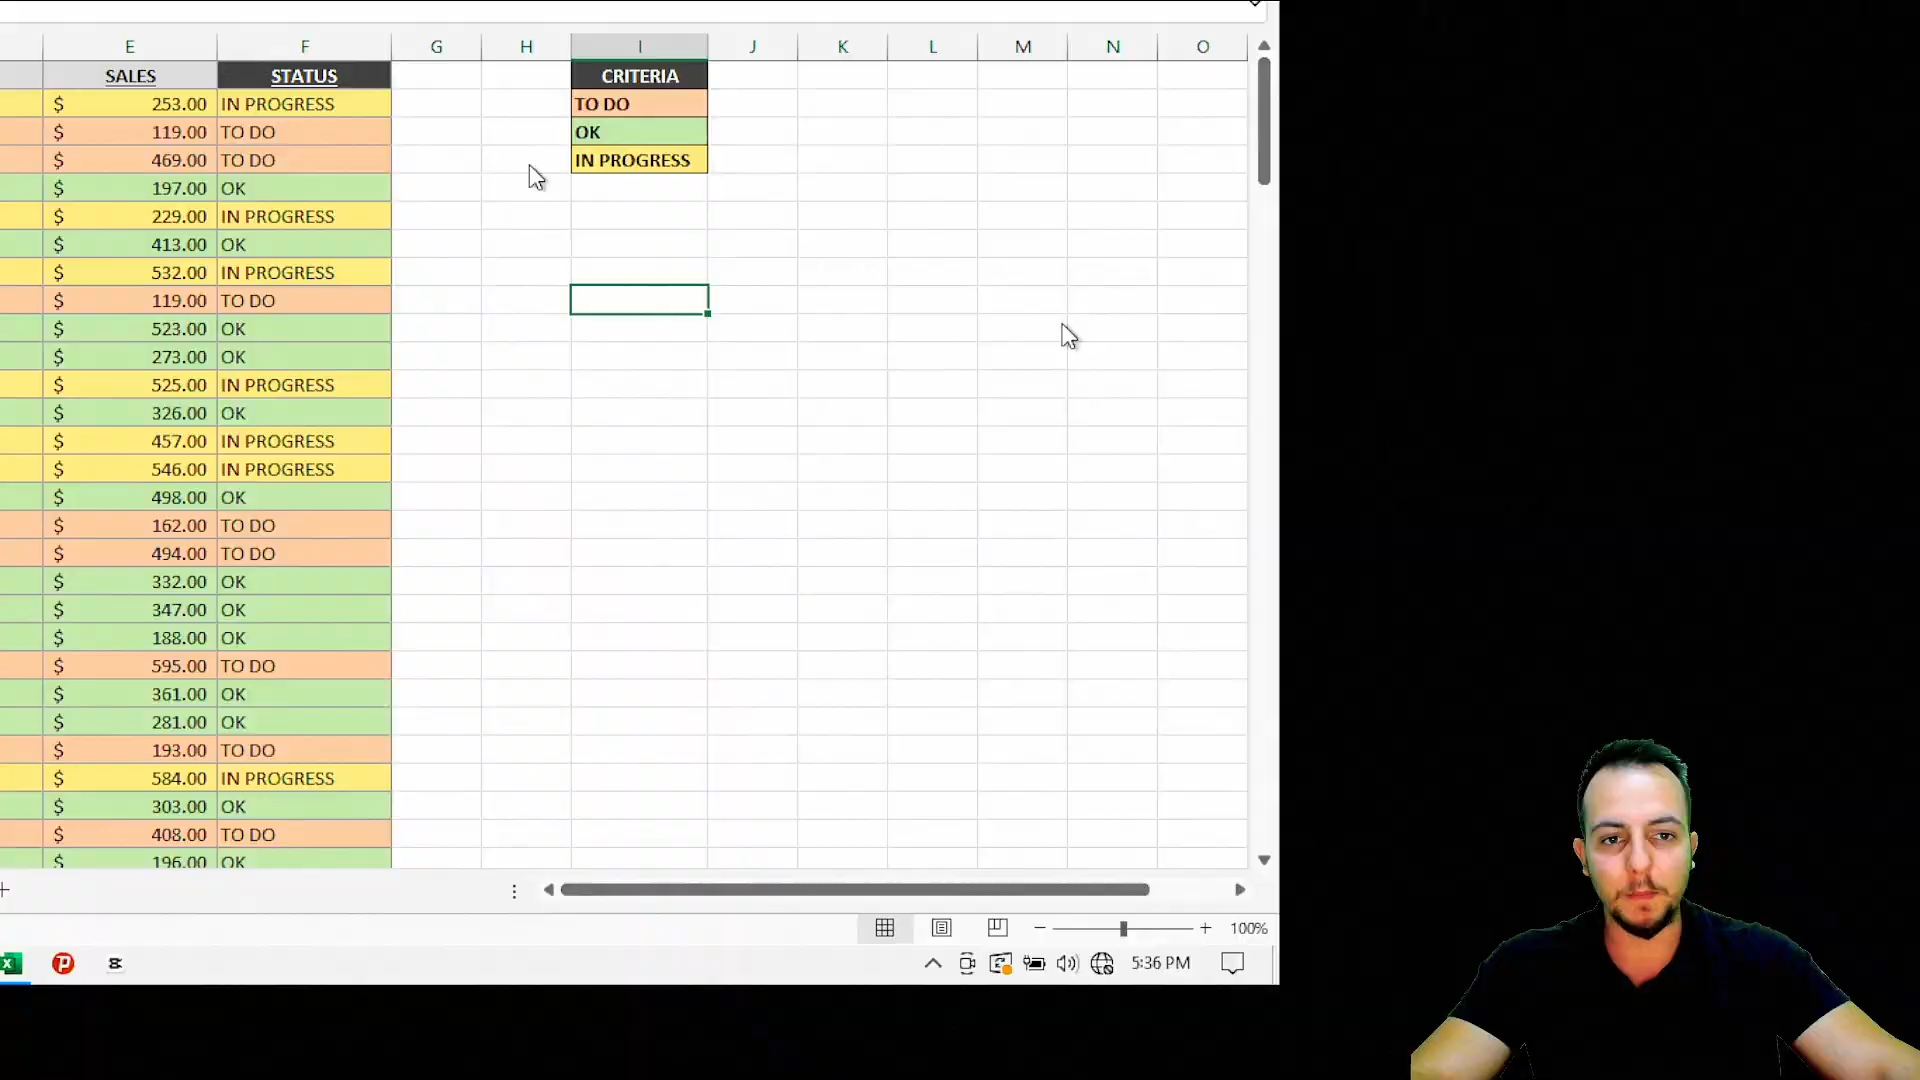 E F G H I J K L M N O
SALES STATUS CRITERIA
$ 253.00 IN PROGRESS TO DO
$ 119.00 TO DO OK
$ 469.00 TO DO IN PROGRESS
$ 197.00 OK
$ 229.00 IN PROGRESS
$ 413.00 OK
$ 532.00 IN PROGRESS
$ 119.00 TO DO
$ 523.00 OK
$ 273.00 OK
$ 525.00 IN PROGRESS
$ 326.00 OK
$ 457.00 IN PROGRESS
$ 546.00 IN PROGRESS
$ 498.00 OK
$ 162.00 TO DO
$ 494.00 TO DO
$ 332.00 OK
$ 347.00 OK
$ 188.00 OK
$ 595.00 TO DO
$ 361.00 OK
$ 281.00 OK
$ 193.00 TO DO
$ 584.00 IN PROGRESS
$ 303.00 OK
$ 408.00 TO DO
$ 196.00 OK
100%
5:36 PM